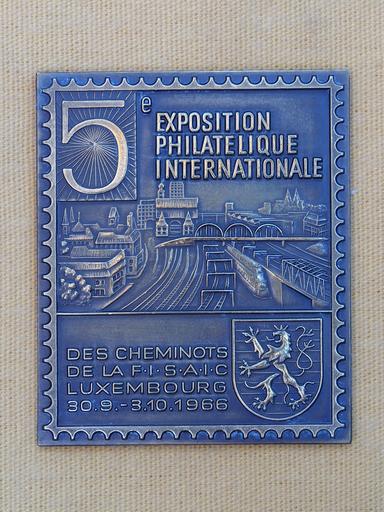 5e
EXPOSITION
PHILATELIQUE
INTERNATIONALE
DES CHEMINOTS
DE LA F·I·S·A·I·C
LUXEMBOURG
30.9.-3.10.1966